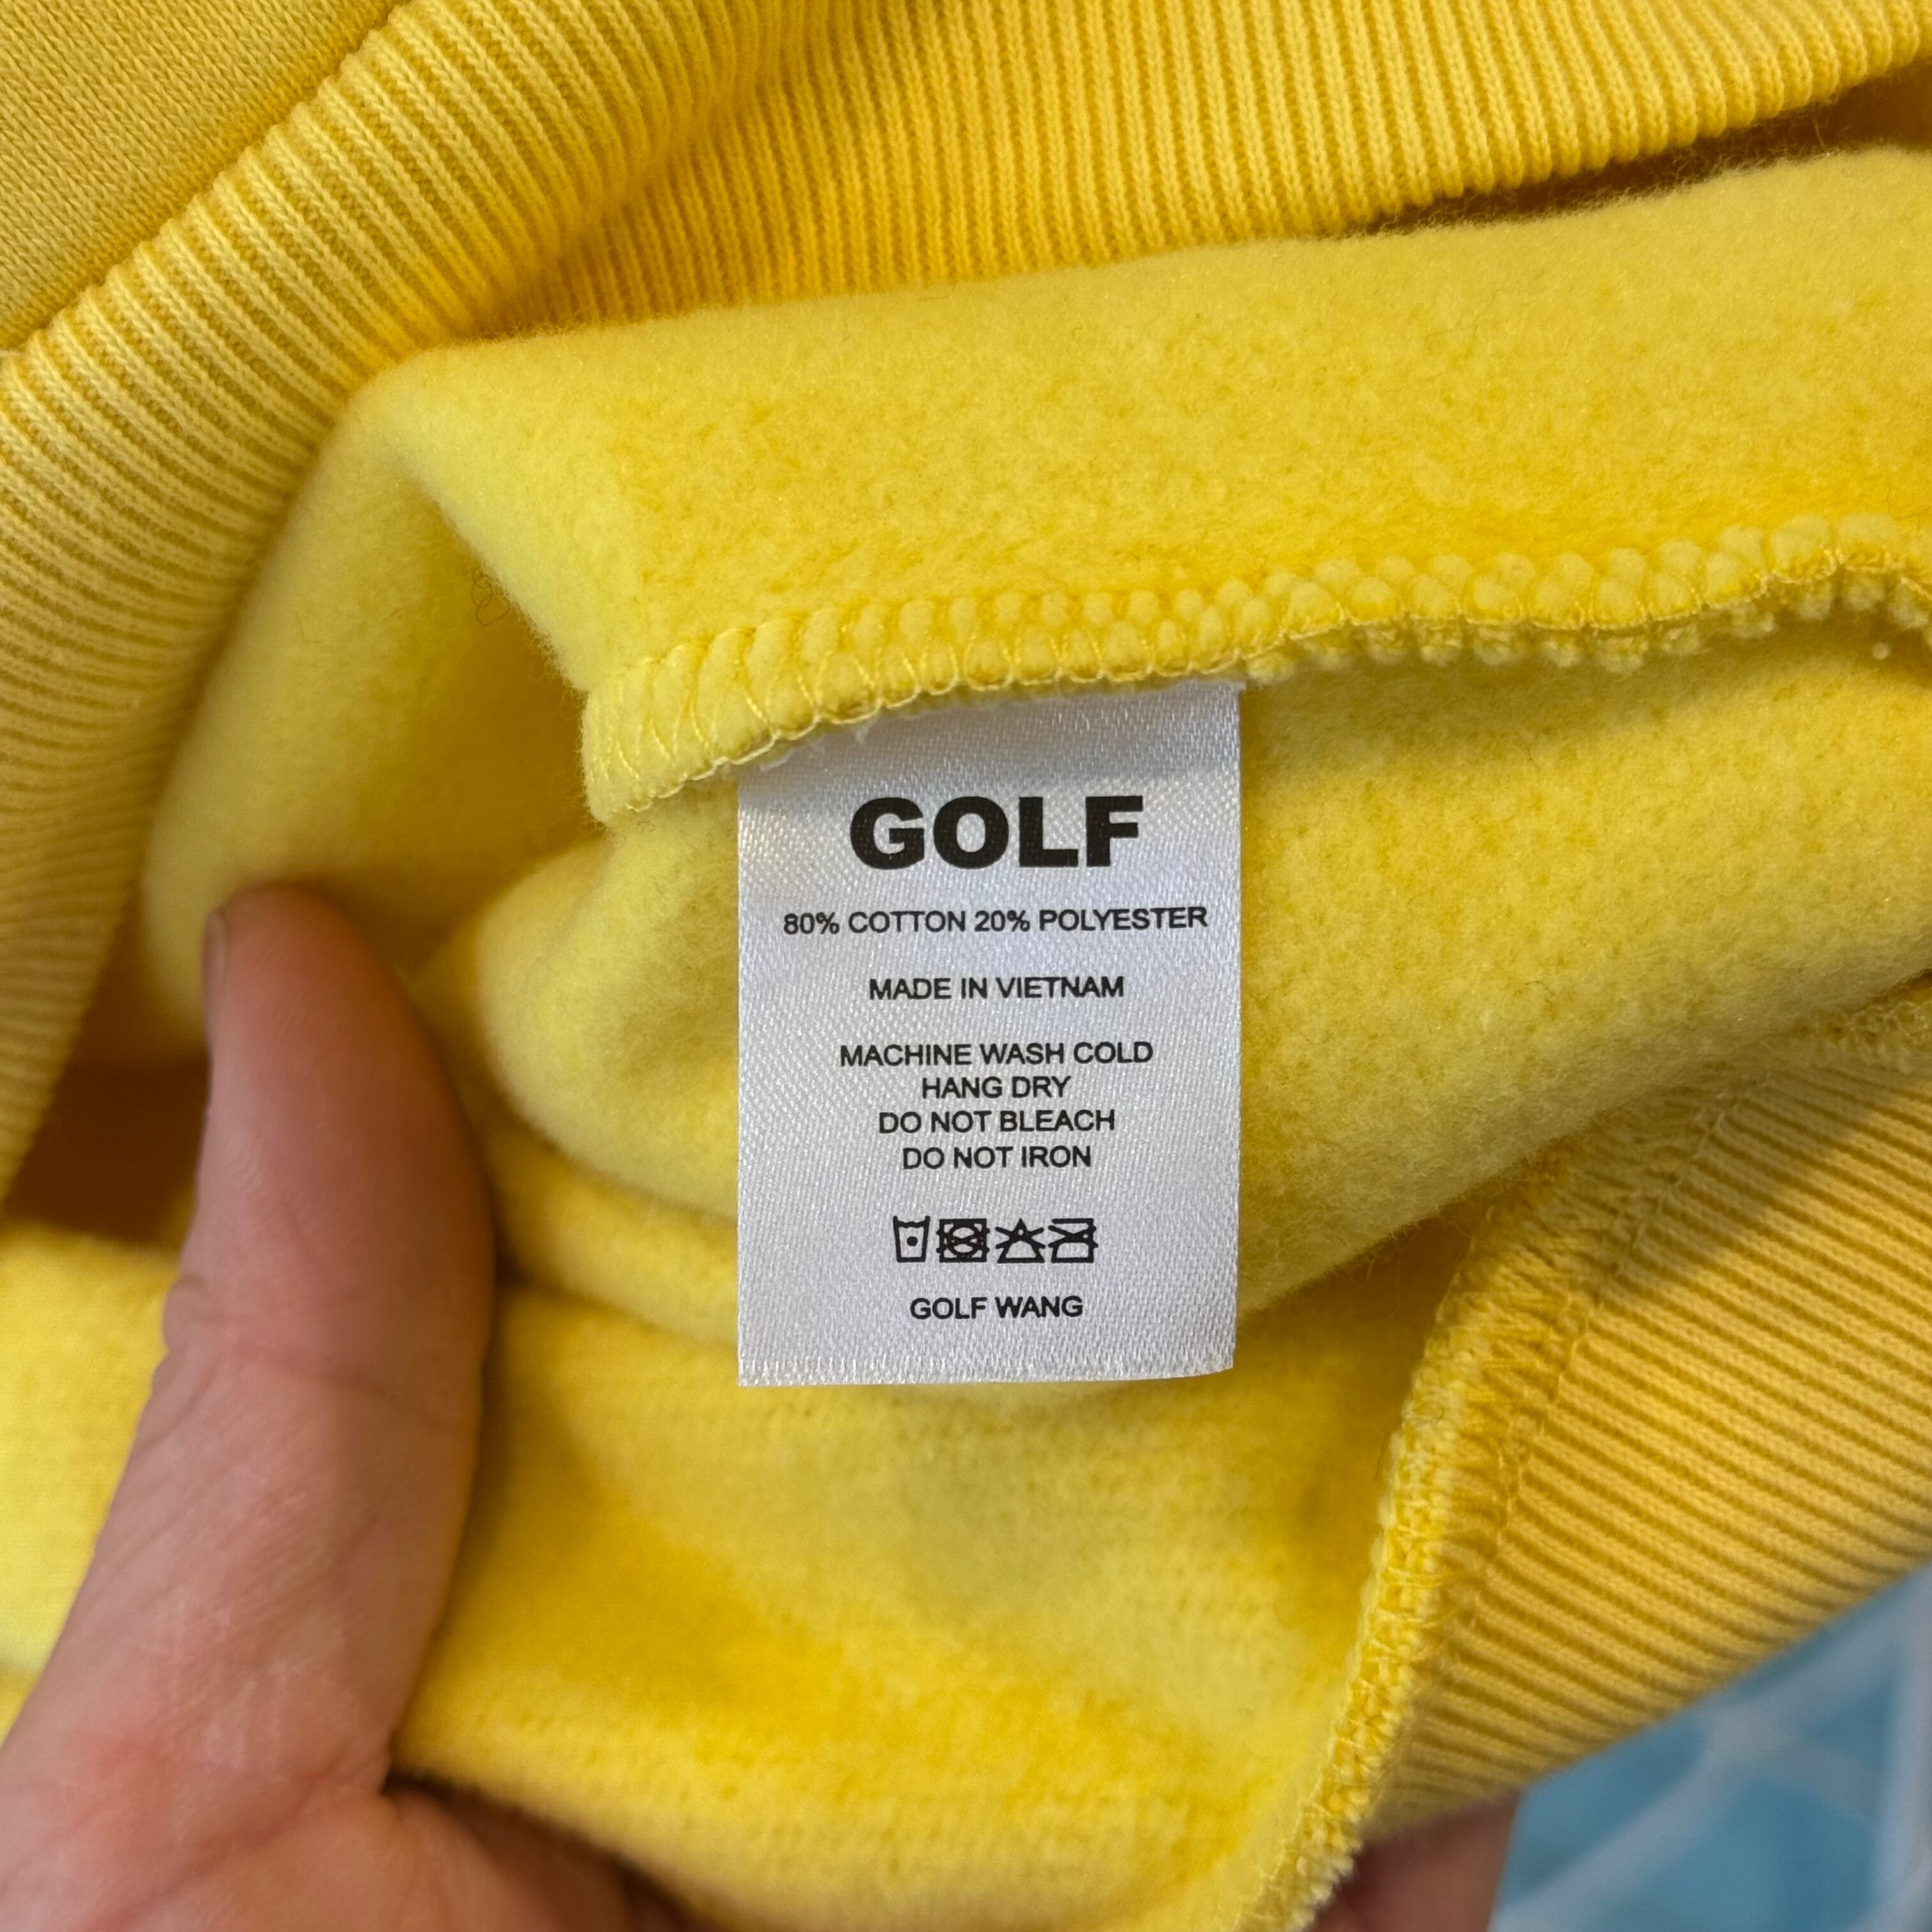 GOLF
80% COTTON 20% POLYESTER
MADE IN VIETNAM
MACHINE WASH COLD
HANG DRY
DO NOT BLEACH
DO NOT IRON
GOLF WANG